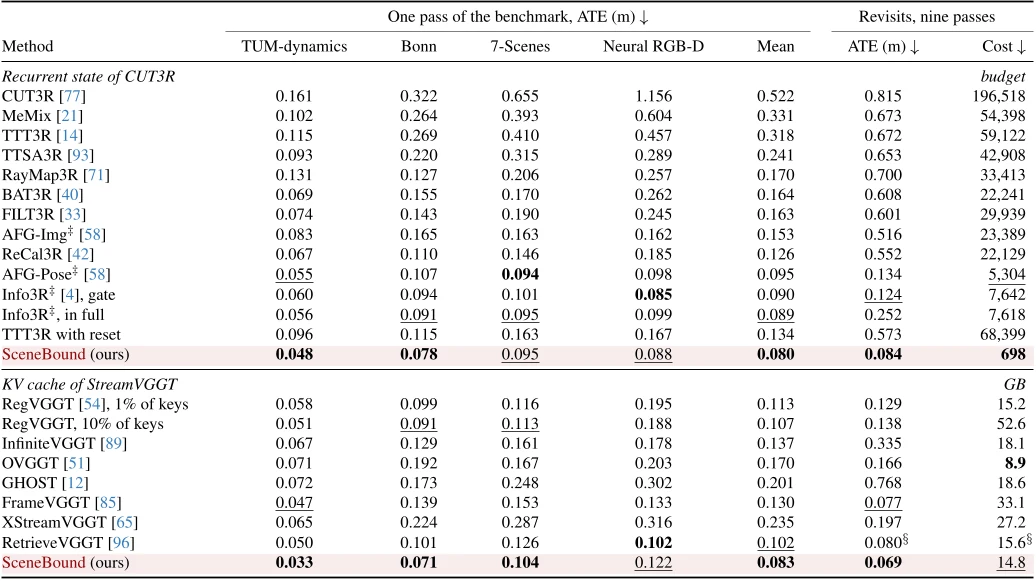 One pass of the benchmark, ATE (m) ↓ Revisits, nine passes
Method TUM-dynamics Bonn 7-Scenes Neural RGB-D Mean ATE (m) ↓ Cost ↓
Recurrent state of CUT3R budget
CUT3R [77] 0.161 0.322 0.655 1.156 0.522 0.815 196,518
MeMix [21] 0.102 0.264 0.393 0.604 0.331 0.673 54,398
TTT3R [14] 0.115 0.269 0.410 0.457 0.318 0.672 59,122
TTSA3R [93] 0.093 0.220 0.315 0.289 0.241 0.653 42,908
RayMap3R [71] 0.131 0.127 0.206 0.257 0.170 0.700 33,413
BAT3R [40] 0.069 0.155 0.170 0.262 0.164 0.608 22,241
FILT3R [33] 0.074 0.143 0.190 0.245 0.163 0.601 29,939
AFG-Img‡ [58] 0.083 0.165 0.163 0.162 0.153 0.516 23,389
ReCal3R [42] 0.067 0.110 0.146 0.185 0.126 0.552 22,129
AFG-Pose‡ [58] 0.055 0.107 0.094 0.098 0.095 0.134 5,304
Info3R‡ [4], gate 0.060 0.094 0.101 0.085 0.090 0.124 7,642
Info3R‡, in full 0.056 0.091 0.095 0.099 0.089 0.252 7,618
TTT3R with reset 0.096 0.115 0.163 0.167 0.134 0.573 68,399
SceneBound (ours) 0.048 0.078 0.095 0.088 0.080 0.084 698
KV cache of StreamVGGT GB
RegVGGT [54], 1% of keys 0.058 0.099 0.116 0.195 0.113 0.129 15.2
RegVGGT, 10% of keys 0.051 0.091 0.113 0.188 0.107 0.138 52.6
InfiniteVGGT [89] 0.067 0.129 0.161 0.178 0.137 0.335 18.1
OVGGT [51] 0.071 0.192 0.167 0.203 0.170 0.166 8.9
GHOST [12] 0.072 0.173 0.248 0.302 0.201 0.768 18.6
FrameVGGT [85] 0.047 0.139 0.153 0.133 0.130 0.077 33.1
XStreamVGGT [65] 0.065 0.224 0.287 0.316 0.235 0.197 27.2
RetrieveVGGT [96] 0.050 0.101 0.126 0.102 0.102 0.080§ 15.6§
SceneBound (ours) 0.033 0.071 0.104 0.122 0.083 0.069 14.8